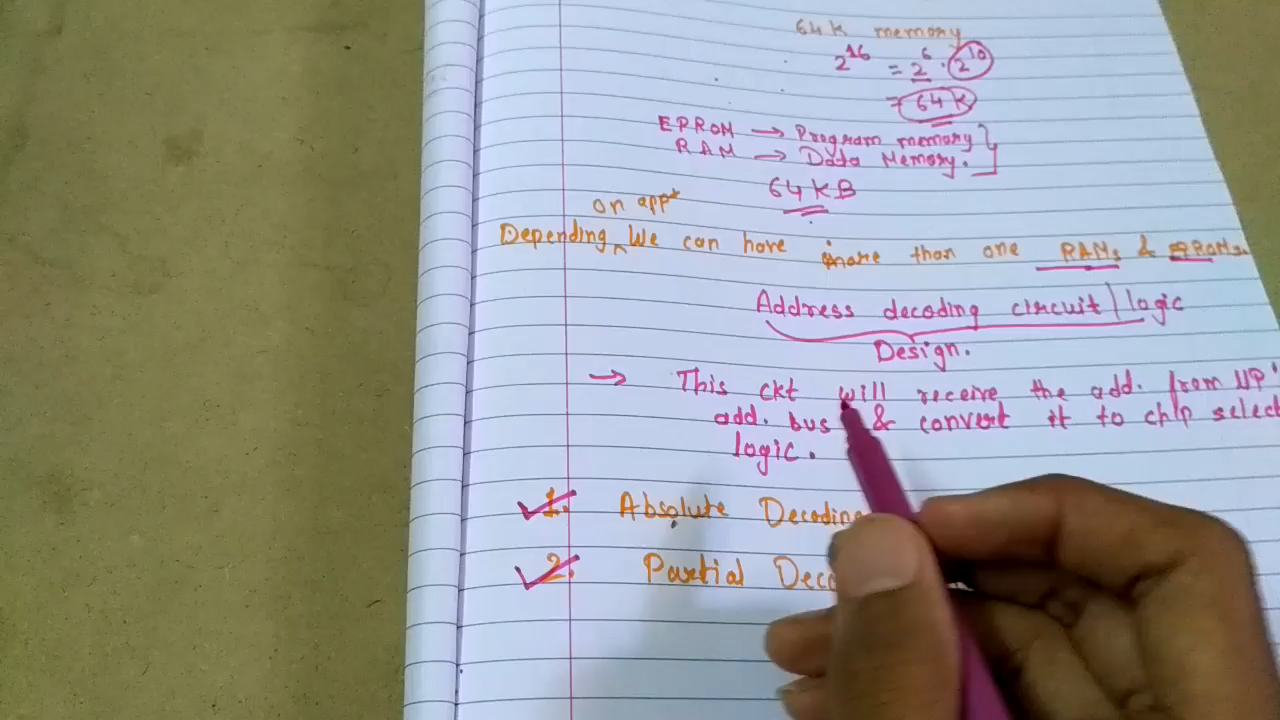 64K memory
2^16 = 2^6 . 2^10
= 64K
EPROM → Program memory
RAM → Data Memory.
64KB
on app^n
Depending ^ We can have more than one RAMs & EPROMs.
Address decoding circuit/logic
Design.
→ This ckt will receive the add. from UP'
add. bus & convert it to chip select
logic.
1. Absolute Decoding
2. Partial